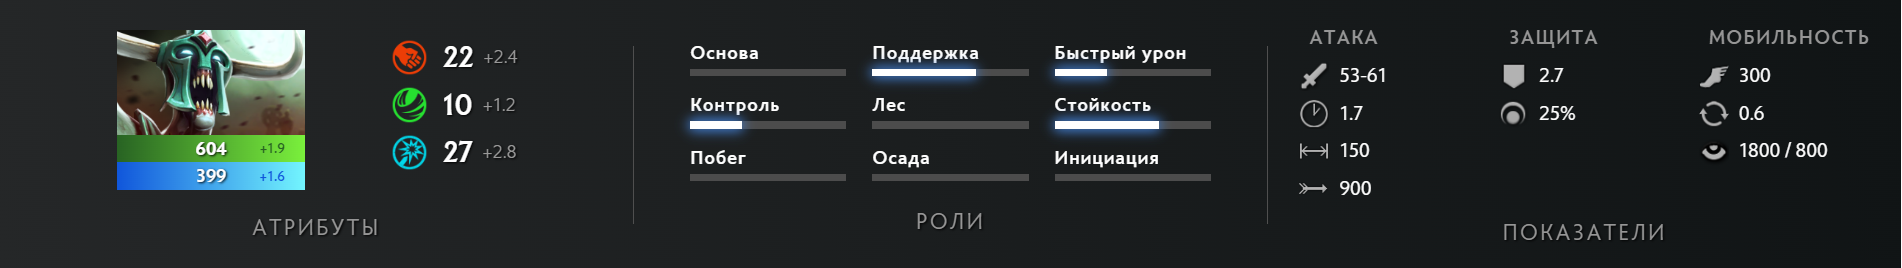 604 +1.9
399 +1.6
22 +2.4
10 +1.2
27 +2.8
АТРИБУТЫ
Основа Поддержка Быстрый урон
Контроль Лес Стойкость
Побег Осада Инициация
РОЛИ
АТАКА ЗАЩИТА МОБИЛЬНОСТЬ
53-61 2.7 300
1.7 25% 0.6
150 1800 / 800
900
ПОКАЗАТЕЛИ